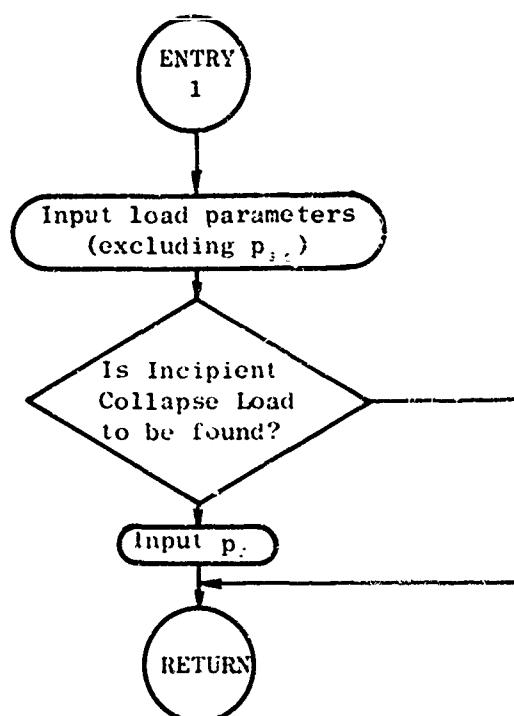 ENTRY
1
Input load parameters
(excluding p )
Is Incipient
Collapse Load
to be found?
Input p
RETURN